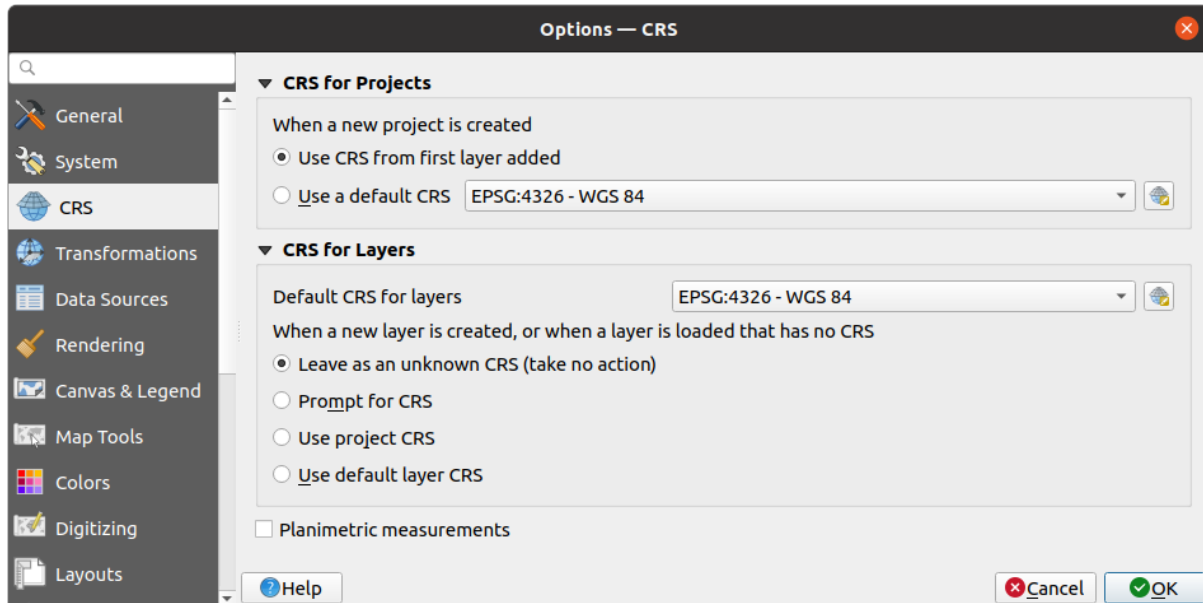 Options — CRS
General
System
CRS
Transformations
Data Sources
Rendering
Canvas & Legend
Map Tools
Colors
Digitizing
Layouts
CRS for Projects
When a new project is created
Use CRS from first layer added
Use a default CRS EPSG:4326 - WGS 84
CRS for Layers
Default CRS for layers EPSG:4326 - WGS 84
When a new layer is created, or when a layer is loaded that has no CRS
Leave as an unknown CRS (take no action)
Prompt for CRS
Use project CRS
Use default layer CRS
Planimetric measurements
Help
Cancel
OK